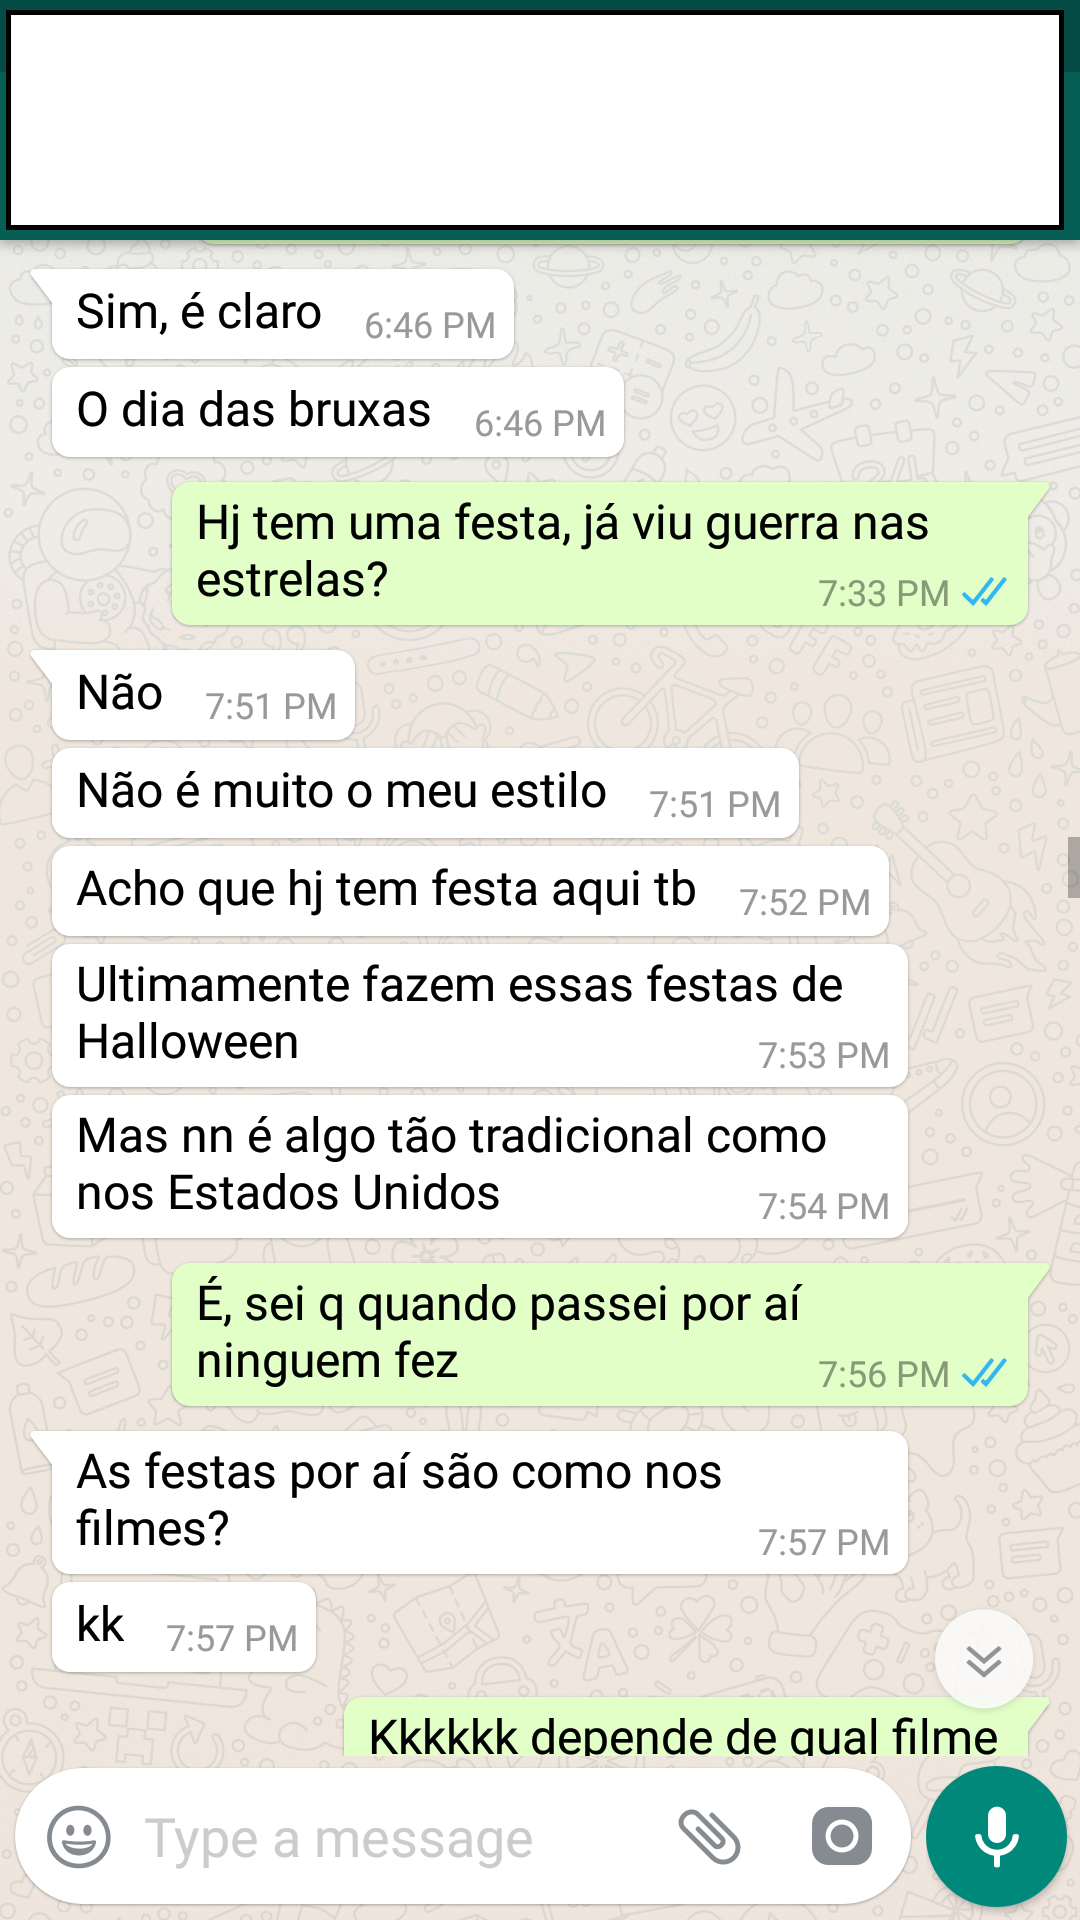 Sim, é claro 6:46 PM
O dia das bruxas 6:46 PM
Hj tem uma festa, já viu guerra nas
estrelas? 7:33 PM
Não 7:51 PM
Não é muito o meu estilo 7:51 PM
Acho que hj tem festa aqui tb 7:52 PM
Ultimamente fazem essas festas de
Halloween 7:53 PM
Mas nn é algo tão tradicional como
nos Estados Unidos 7:54 PM
É, sei q quando passei por aí
ninguem fez 7:56 PM
As festas por aí são como nos
filmes? 7:57 PM
kk 7:57 PM
Kkkkkk depende de qual filme
Type a message